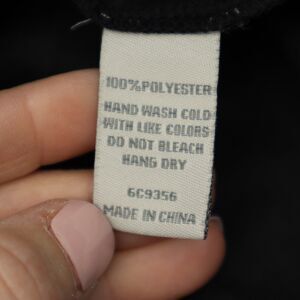 100%POLYESTER
HAND WASH COLD
WITH LIKE COLORS
DO NOT BLEACH
HANG DRY
6C9356
MADE IN CHINA